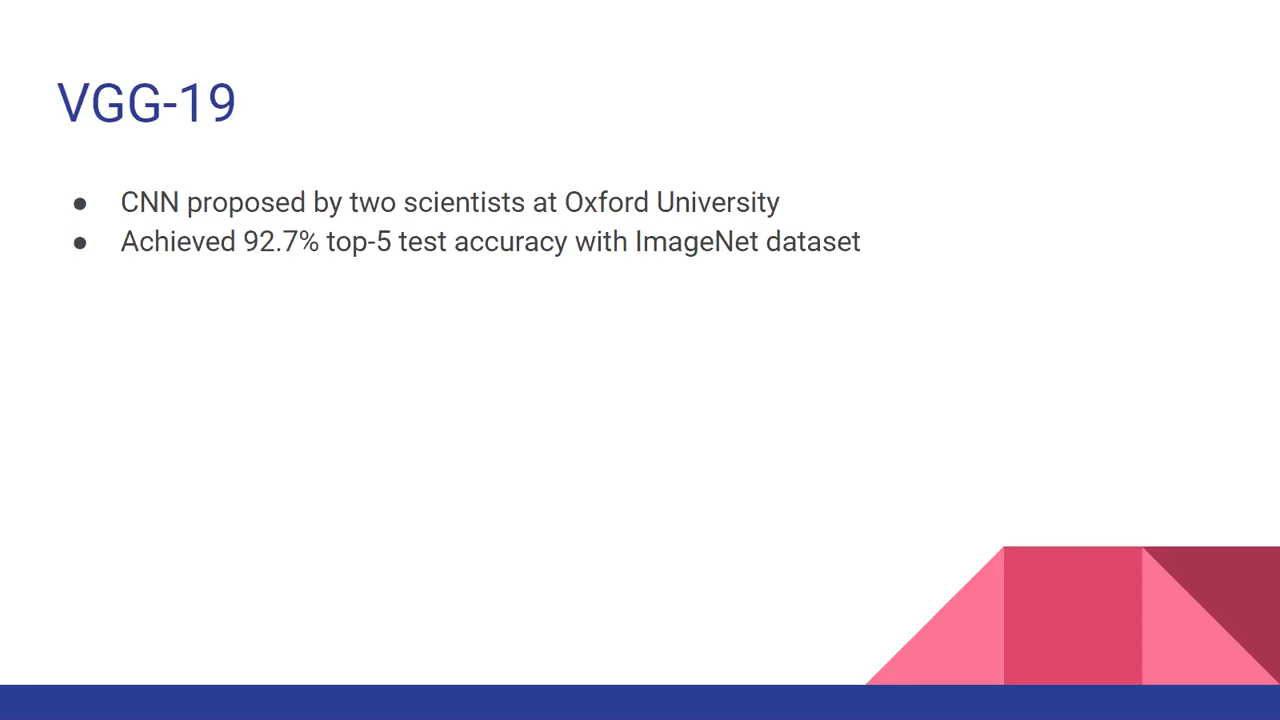 VGG-19
● CNN proposed by two scientists at Oxford University
● Achieved 92.7% top-5 test accuracy with ImageNet dataset